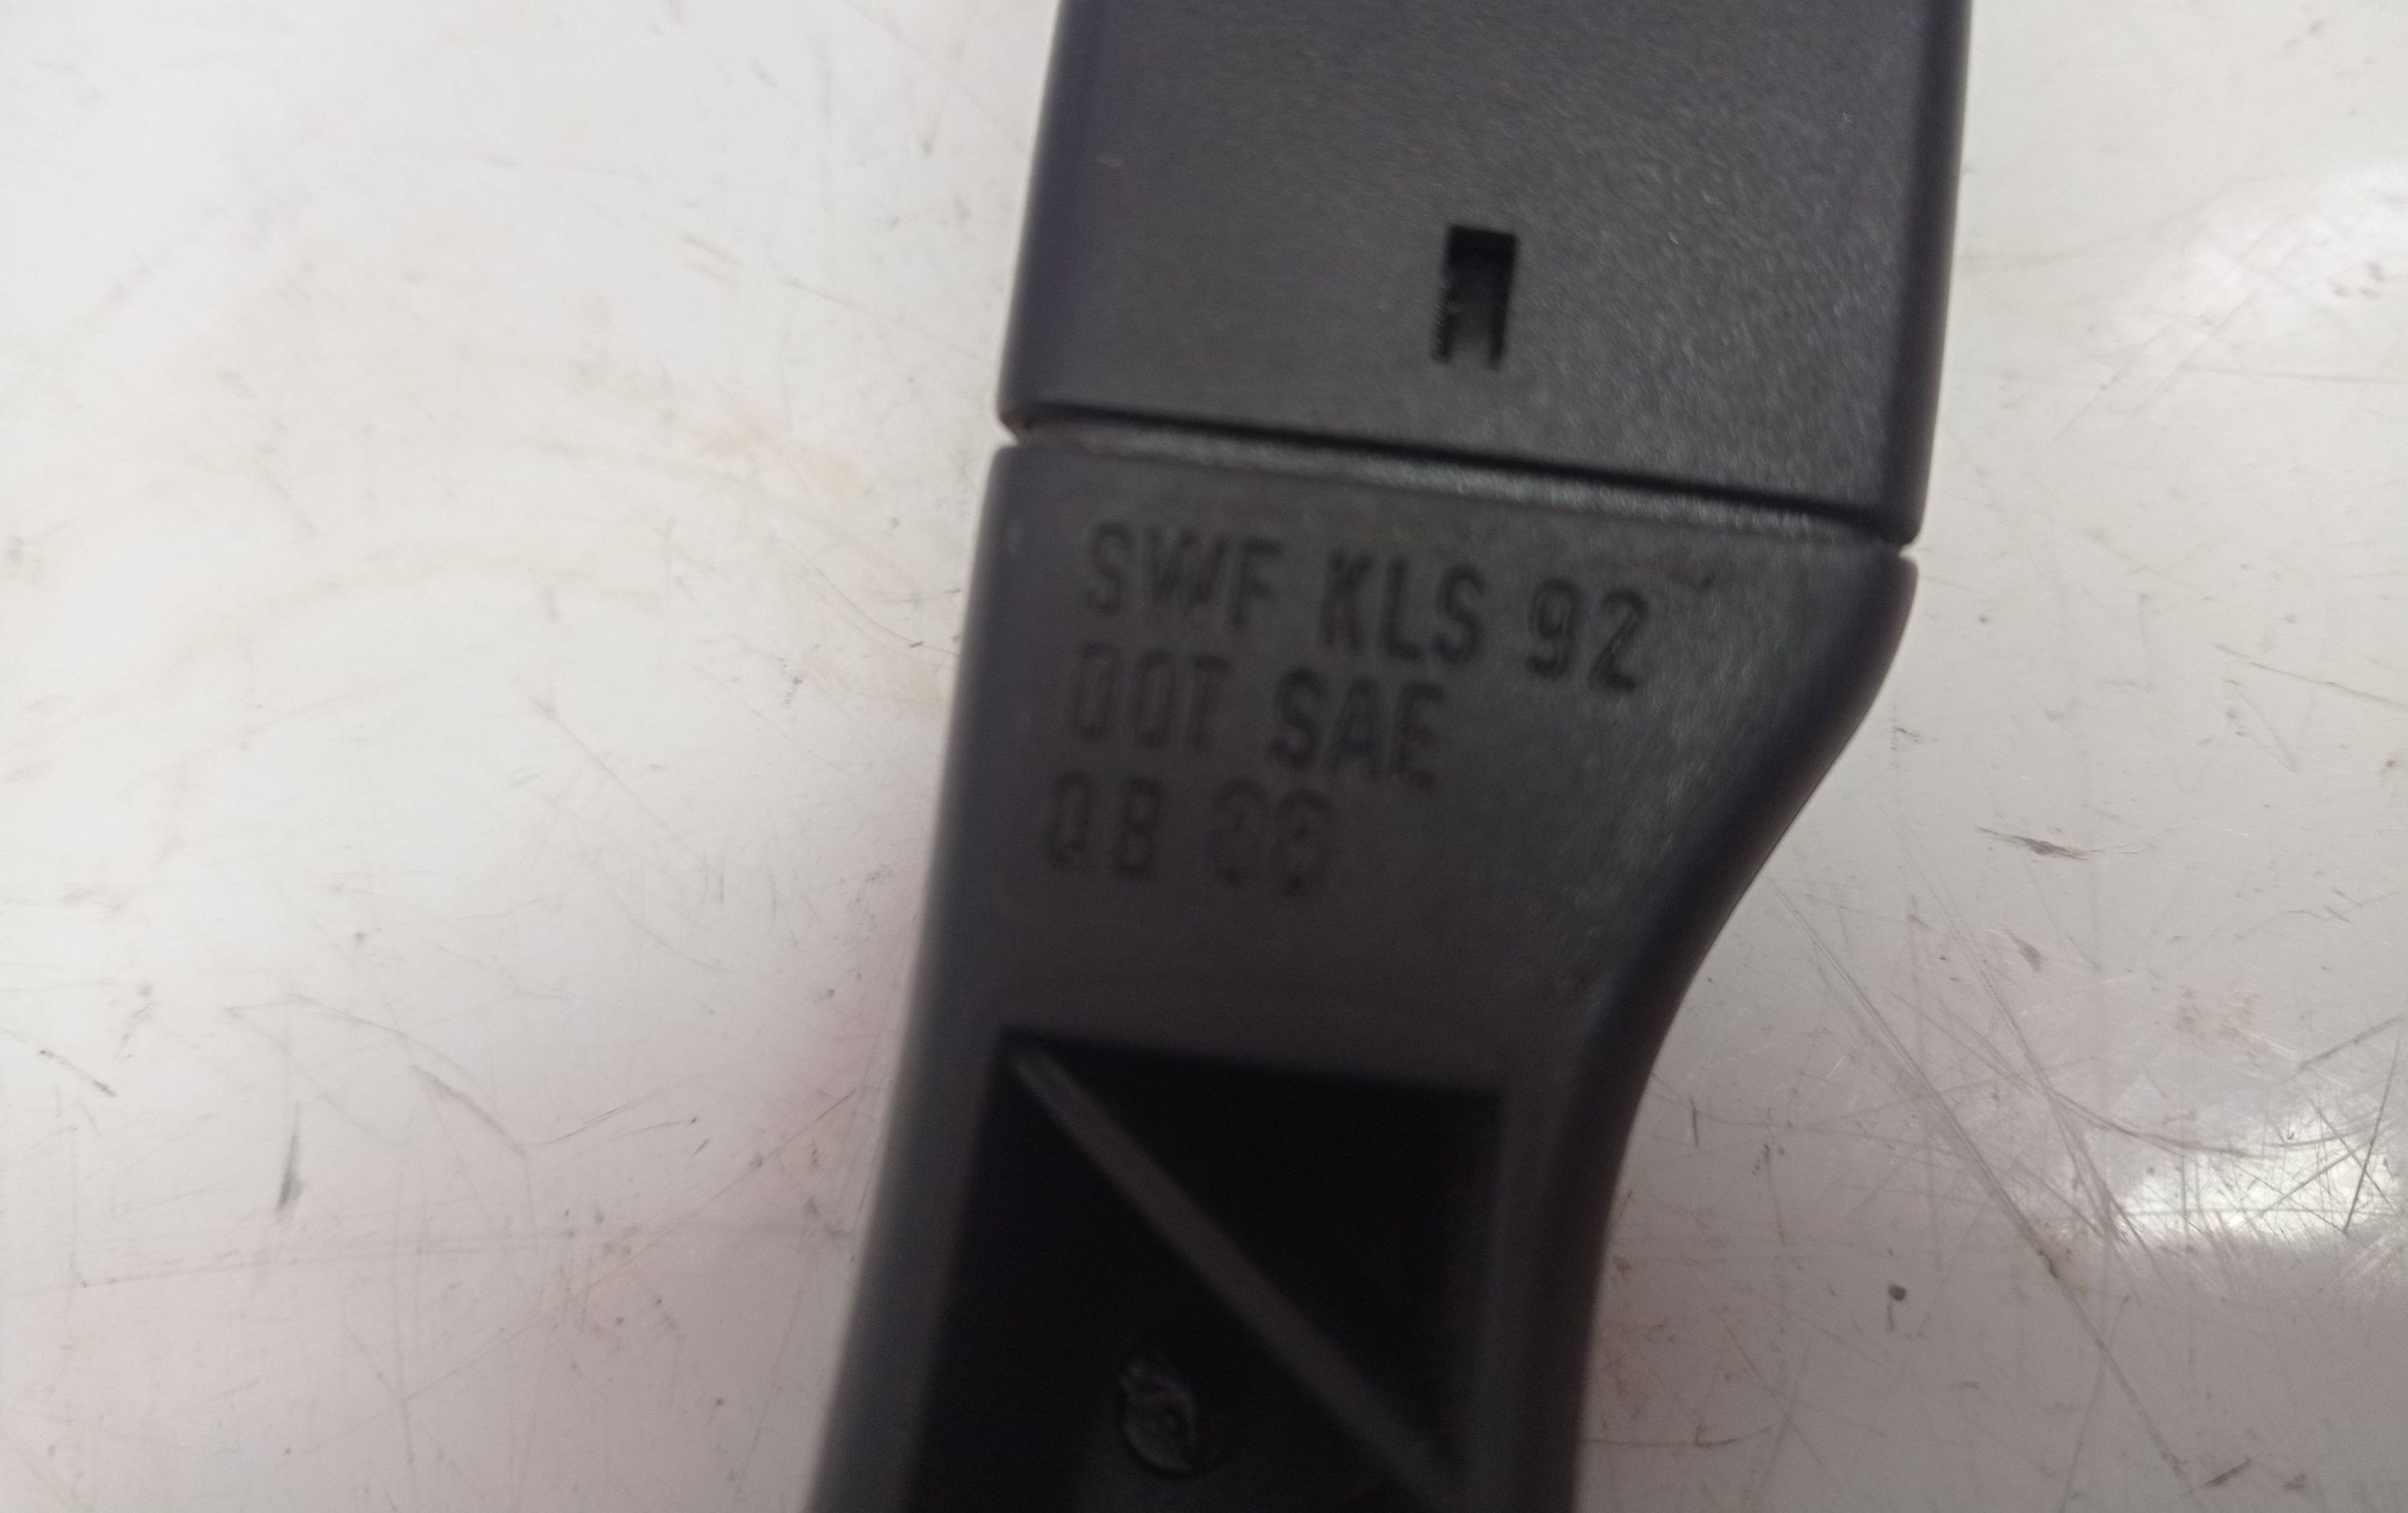 SWF KLS 92
DOT SAE
QB